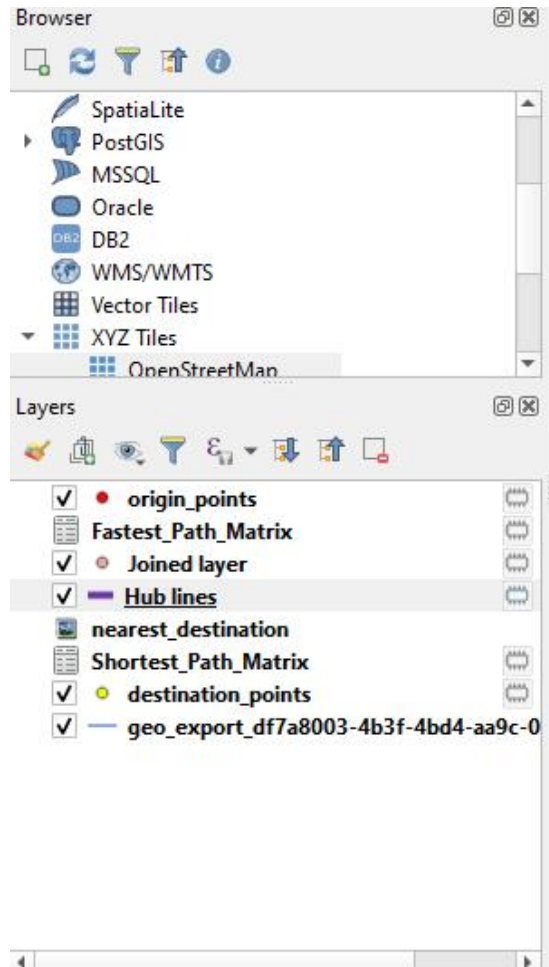 Browser
SpatiaLite
PostGIS
MSSQL
Oracle
DB2
DB2
WMS/WMTS
Vector Tiles
XYZ Tiles
OpenStreetMap
Layers
ε
origin_points
Fastest_Path_Matrix
Joined layer
Hub lines
nearest_destination
Shortest_Path_Matrix
destination_points
geo_export_df7a8003-4b3f-4bd4-aa9c-0